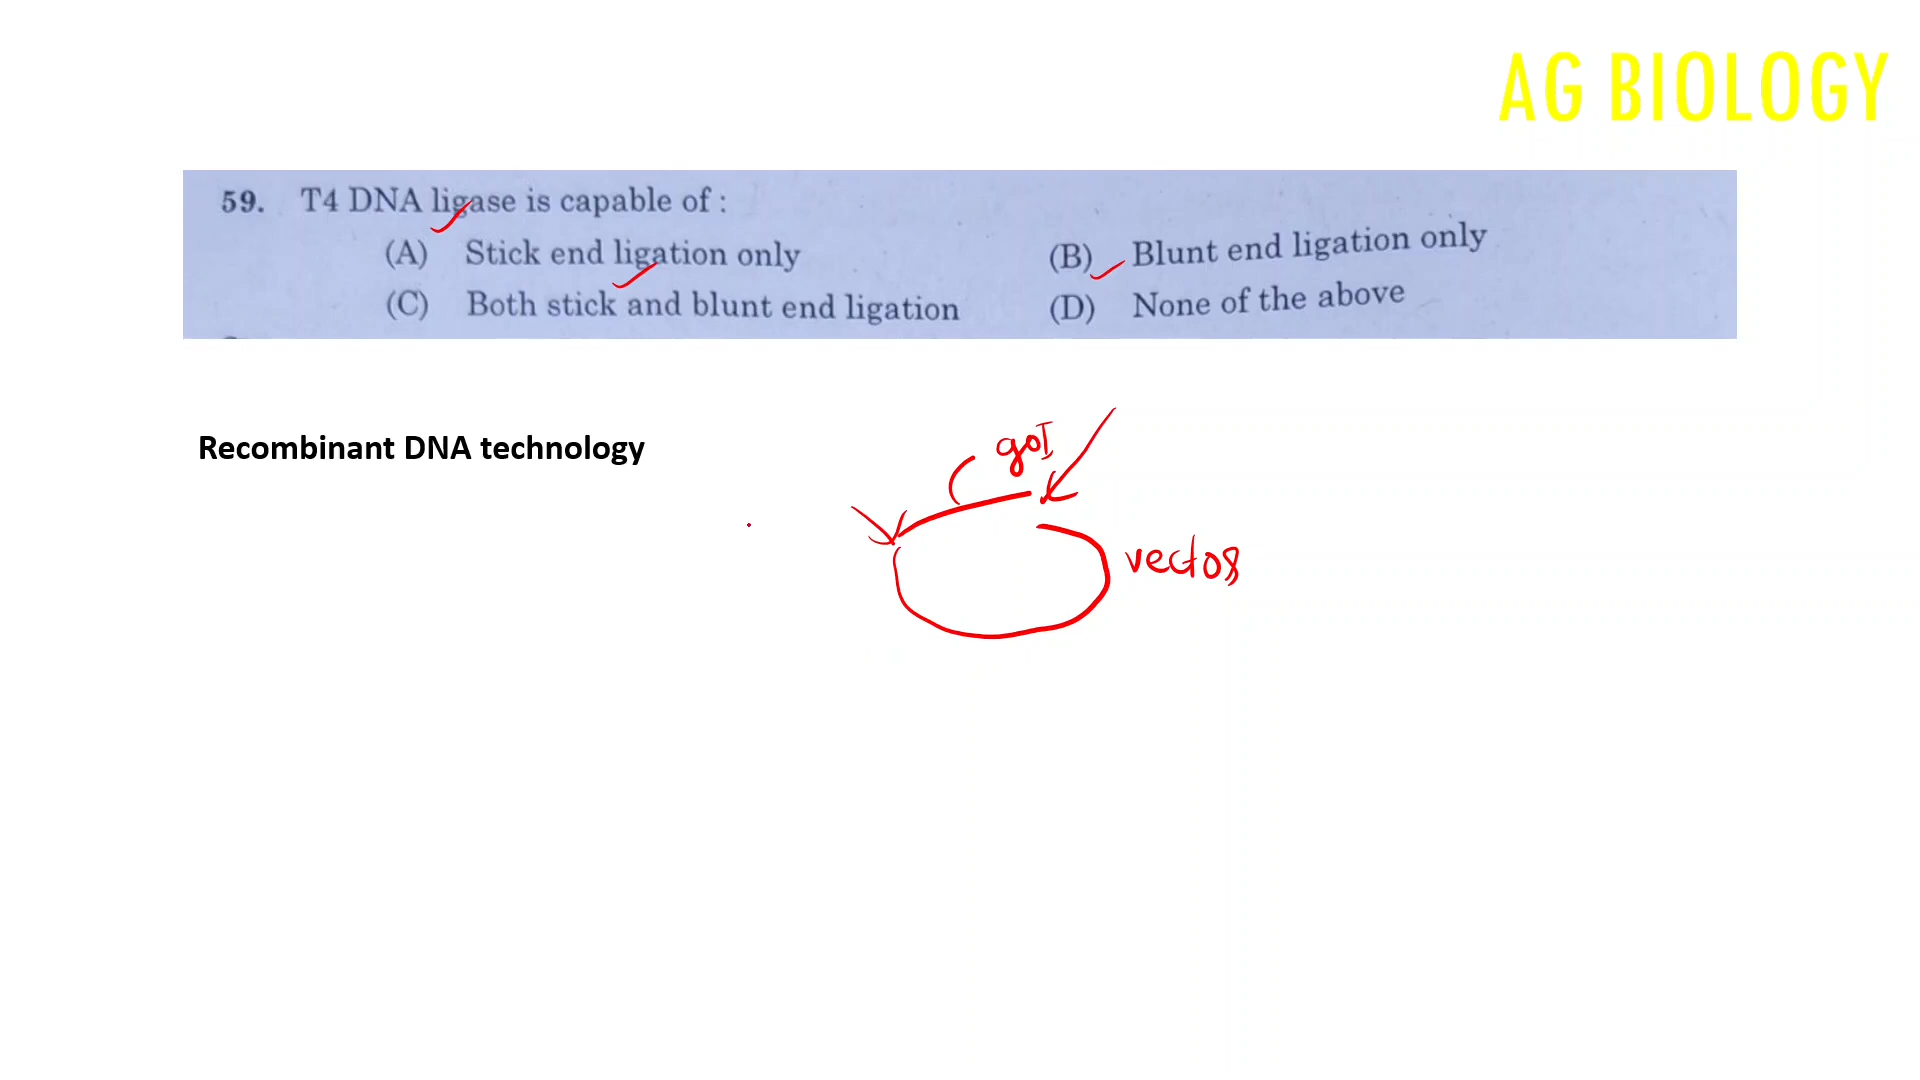 AG BIOLOGY
59. T4 DNA ligase is capable of :
(A) Stick end ligation only
(B) Blunt end ligation only
(C) Both stick and blunt end ligation
(D) None of the above
Recombinant DNA technology
goI
vector